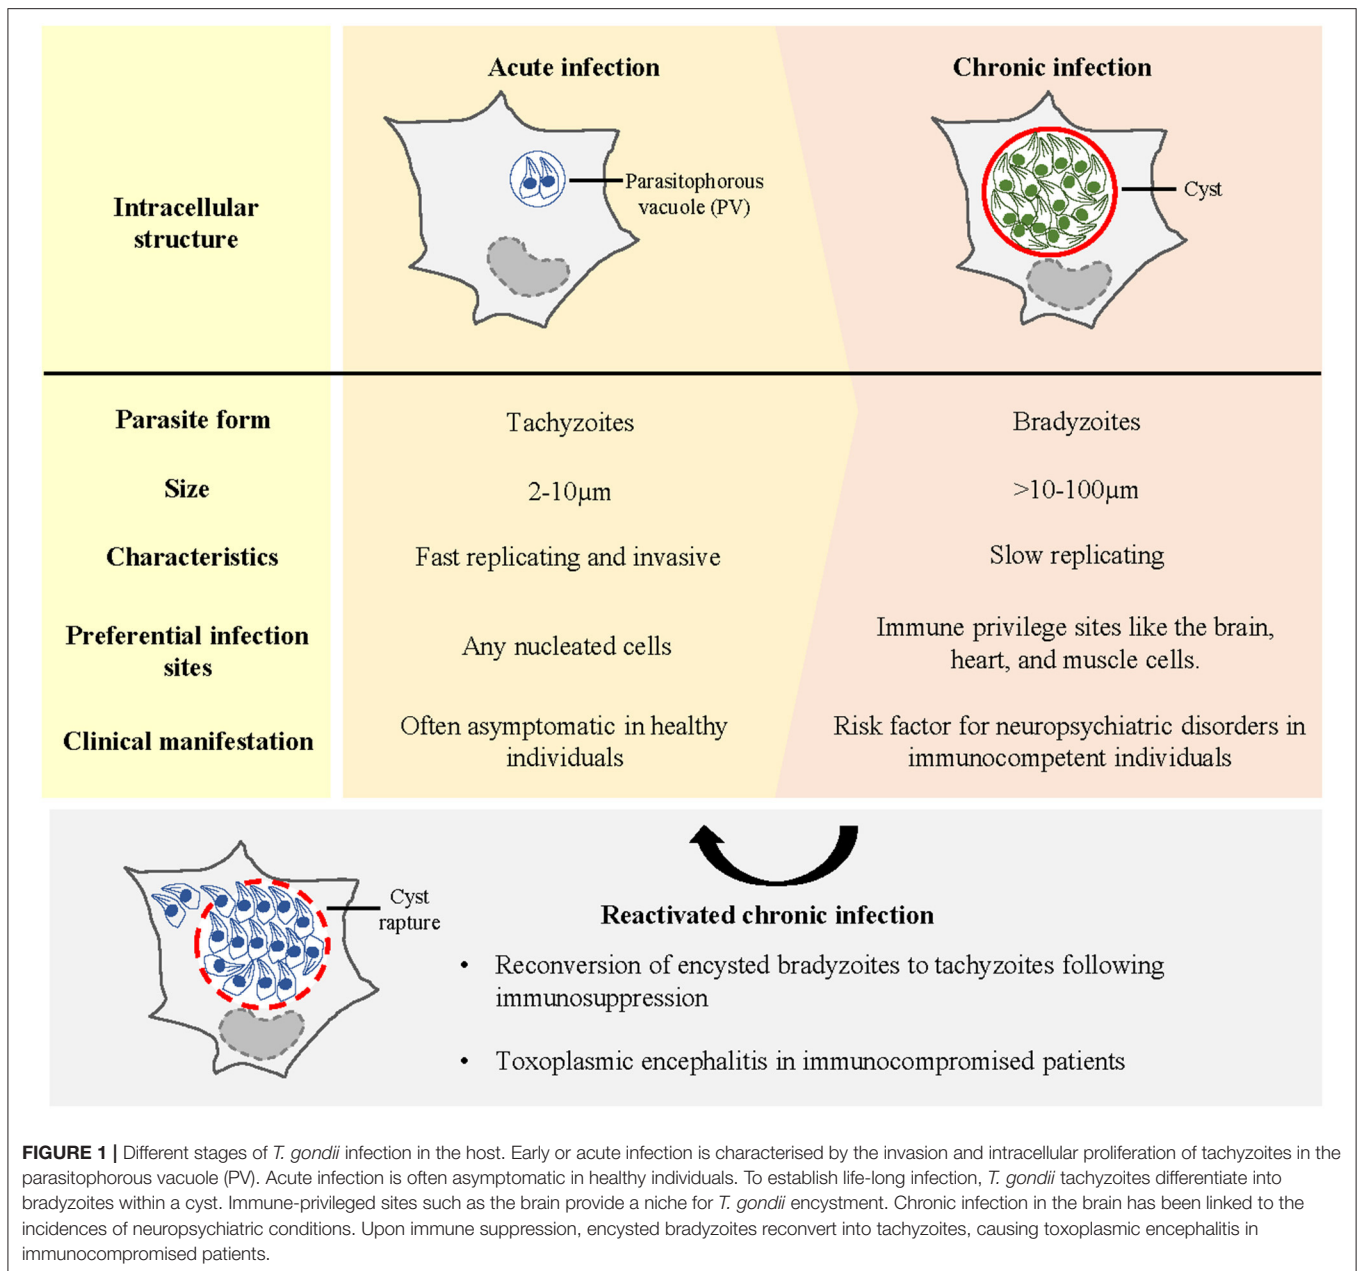 Acute infection
Chronic infection
Intracellular
structure
Parasitophorous
vacuole (PV)
Cyst
Parasite form
Tachyzoites
Bradyzoites
Size
2-10μm
>10-100μm
Characteristics
Fast replicating and invasive
Slow replicating
Preferential infection
sites
Any nucleated cells
Immune privilege sites like the brain,
heart, and muscle cells.
Clinical manifestation
Often asymptomatic in healthy
individuals
Risk factor for neuropsychiatric disorders in
immunocompetent individuals
Cyst
rapture
Reactivated chronic infection
• Reconversion of encysted bradyzoites to tachyzoites following
immunosuppression
• Toxoplasmic encephalitis in immunocompromised patients
FIGURE 1 | Different stages of T. gondii infection in the host. Early or acute infection is characterised by the invasion and intracellular proliferation of tachyzoites in the
parasitophorous vacuole (PV). Acute infection is often asymptomatic in healthy individuals. To establish life-long infection, T. gondii tachyzoites differentiate into
bradyzoites within a cyst. Immune-privileged sites such as the brain provide a niche for T. gondii encystment. Chronic infection in the brain has been linked to the
incidences of neuropsychiatric conditions. Upon immune suppression, encysted bradyzoites reconvert into tachyzoites, causing toxoplasmic encephalitis in
immunocompromised patients.